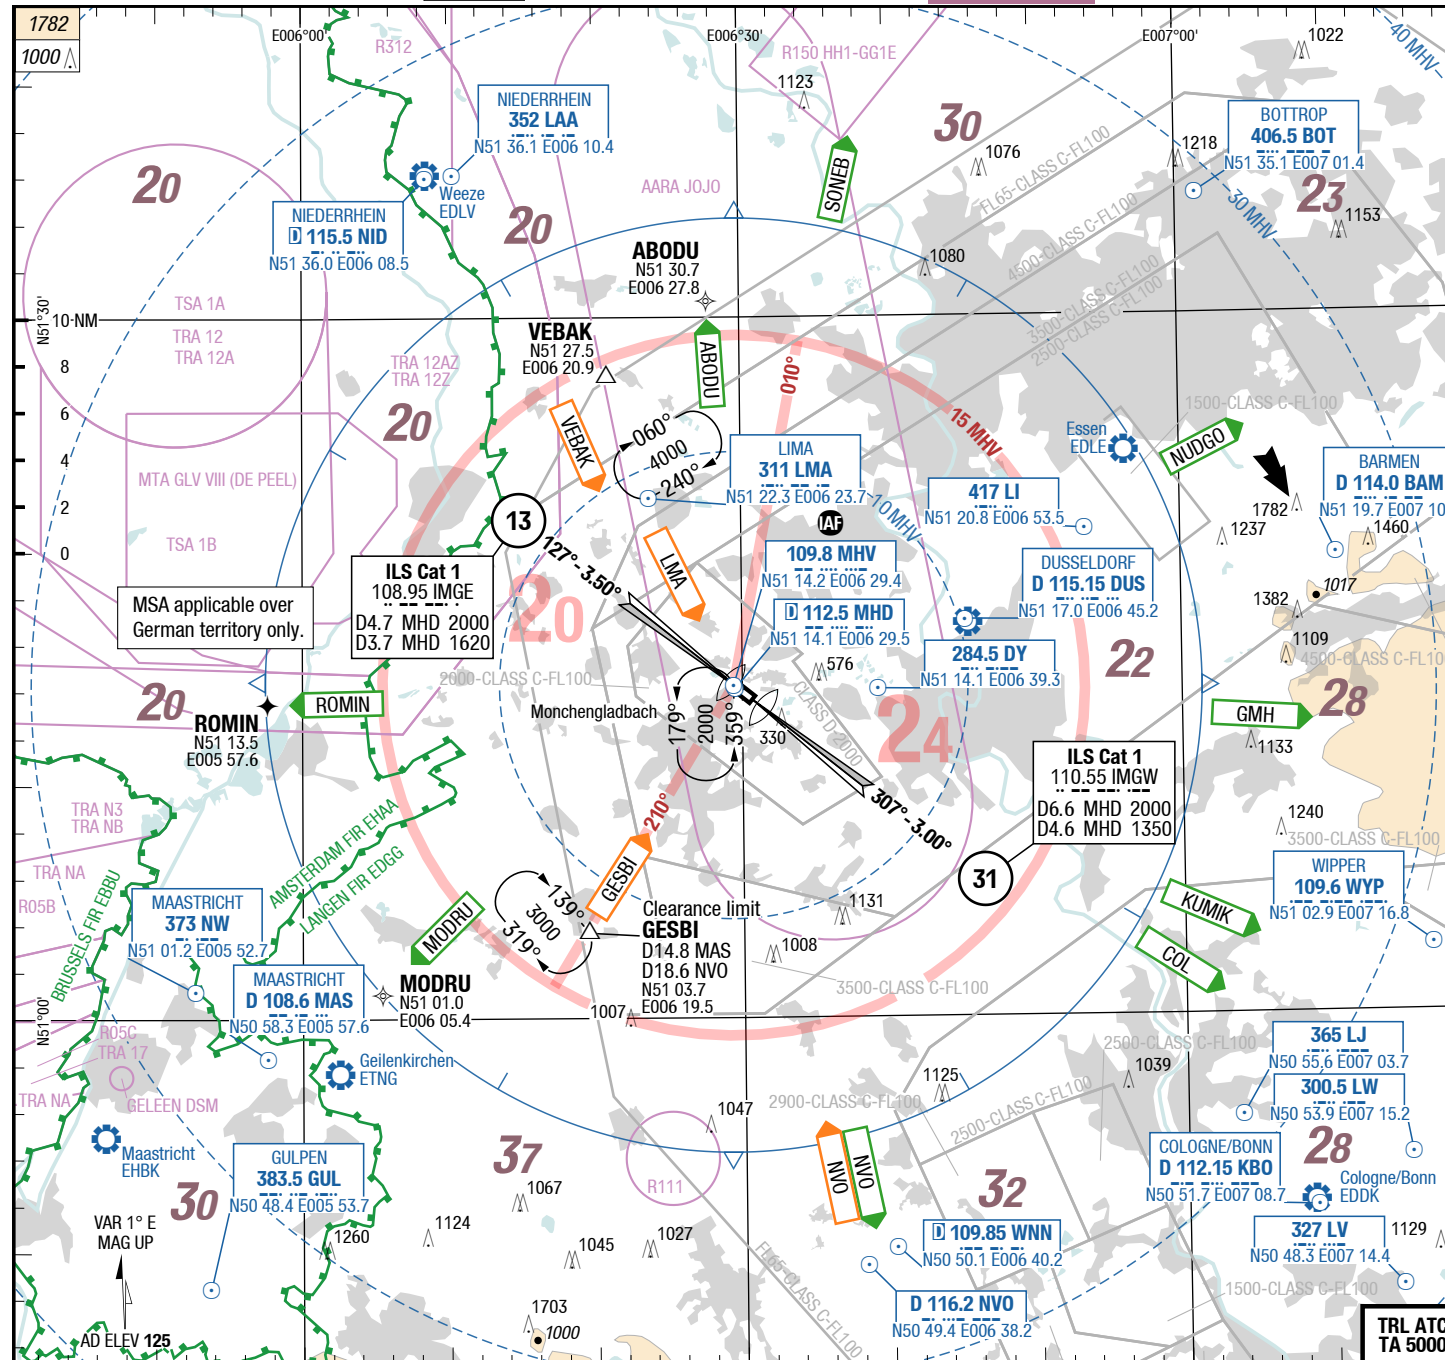 1782
1000
E006°00'
E006°30'
E007°00'
N51°30'
N51°00'
10-NM
8
6
4
2
0
R312
R150 HH1-GG1E
1123
1022
40 MHV
30 MHV
NIEDERRHEIN
352 LAA
N51 36.1 E006 10.4
Weeze
EDLV
NIEDERRHEIN
D 115.5 NID
N51 36.0 E006 08.5
20
20
20
30
23
AARA JOJO
SONEB
1076
1218
1153
1080
BOTTROP
406.5 BOT
N51 35.1 E007 01.4
FL65-CLASS C-FL100
4500-CLASS C-FL100
3500-CLASS C-FL100
2500-CLASS C-FL100
ABODU
N51 30.7
E006 27.8
VEBAK
N51 27.5
E006 20.9
TSA 1A
TRA 12
TRA 12A
TRA 12AZ
TRA 12Z
ABODU
VEBAK
010°
15 MHV
060°
4000
240°
LIMA
311 LMA
N51 22.3 E006 23.7
IAF
10 MHV
1500-CLASS C-FL100
NUDGO
Essen
EDLE
417 LI
N51 20.8 E006 53.5
BARMEN
D 114.0 BAM
N51 19.7 E007 10
1782
1237
1460
MTA GLV VIII (DE PEEL)
TSA 1B
13
127° - 3.50°
LMA
ILS Cat 1
108.95 IMGE
D4.7 MHD 2000
D3.7 MHD 1620
20
109.8 MHV
N51 14.2 E006 29.4
D 112.5 MHD
N51 14.1 E006 29.5
DUSSELDORF
D 115.15 DUS
N51 17.0 E006 45.2
284.5 DY
N51 14.1 E006 39.3
MSA applicable over
German territory only.
1017
1382
1109
4500-CLASS C-FL100
22
576
2000-CLASS C-FL100
CLASS D-2000
20
ROMIN
ROMIN
N51 13.5
E005 57.6
Monchengladbach
179°
2000
359°
330
24
28
GMH
1133
ILS Cat 1
110.55 IMGW
D6.6 MHD 2000
D4.6 MHD 1350
307° - 3.00°
31
210°
1240
3500-CLASS C-FL100
TRA N3
TRA NB
TRA NA
R05B
AMSTERDAM FIR EHAA
LANGEN FIR EDGG
BRUSSELS FIR EBBU
MAASTRICHT
373 NW
N51 01.2 E005 52.7
MODRU
139°
3000
319°
GESBI
Clearance limit
GESBI
D14.8 MAS
D18.6 NVO
N51 03.7
E006 19.5
1131
1008
3500-CLASS C-FL100
KUMIK
COL
WIPPER
109.6 WYP
N51 02.9 E007 16.8
MAASTRICHT
D 108.6 MAS
N50 58.3 E005 57.6
MODRU
N51 01.0
E006 05.4
1007
R05C
TRA 17
TRA NA
GELEEN DSM
Geilenkirchen
ETNG
365 LJ
N50 55.6 E007 03.7
300.5 LW
N50 53.9 E007 15.2
2500-CLASS C-FL100
1039
1125
2900-CLASS C-FL100
2500-CLASS C-FL100
1047
Maastricht
EHBK
GULPEN
383.5 GUL
N50 48.4 E005 53.7
37
R111
NVO
NVO
32
COLOGNE/BONN
D 112.15 KBO
N50 51.7 E007 08.7
28
Cologne/Bonn
EDDK
327 LV
N50 48.3 E007 14.4
1129
30
VAR 1° E
MAG UP
1067
1124
1260
1045
1027
D 109.85 WNN
N50 50.1 E006 40.2
D 116.2 NVO
N50 49.4 E006 38.2
FL65-CLASS C-FL100
1500-CLASS C-FL100
1703
1000
AD ELEV 125
TRL ATC
TA 5000